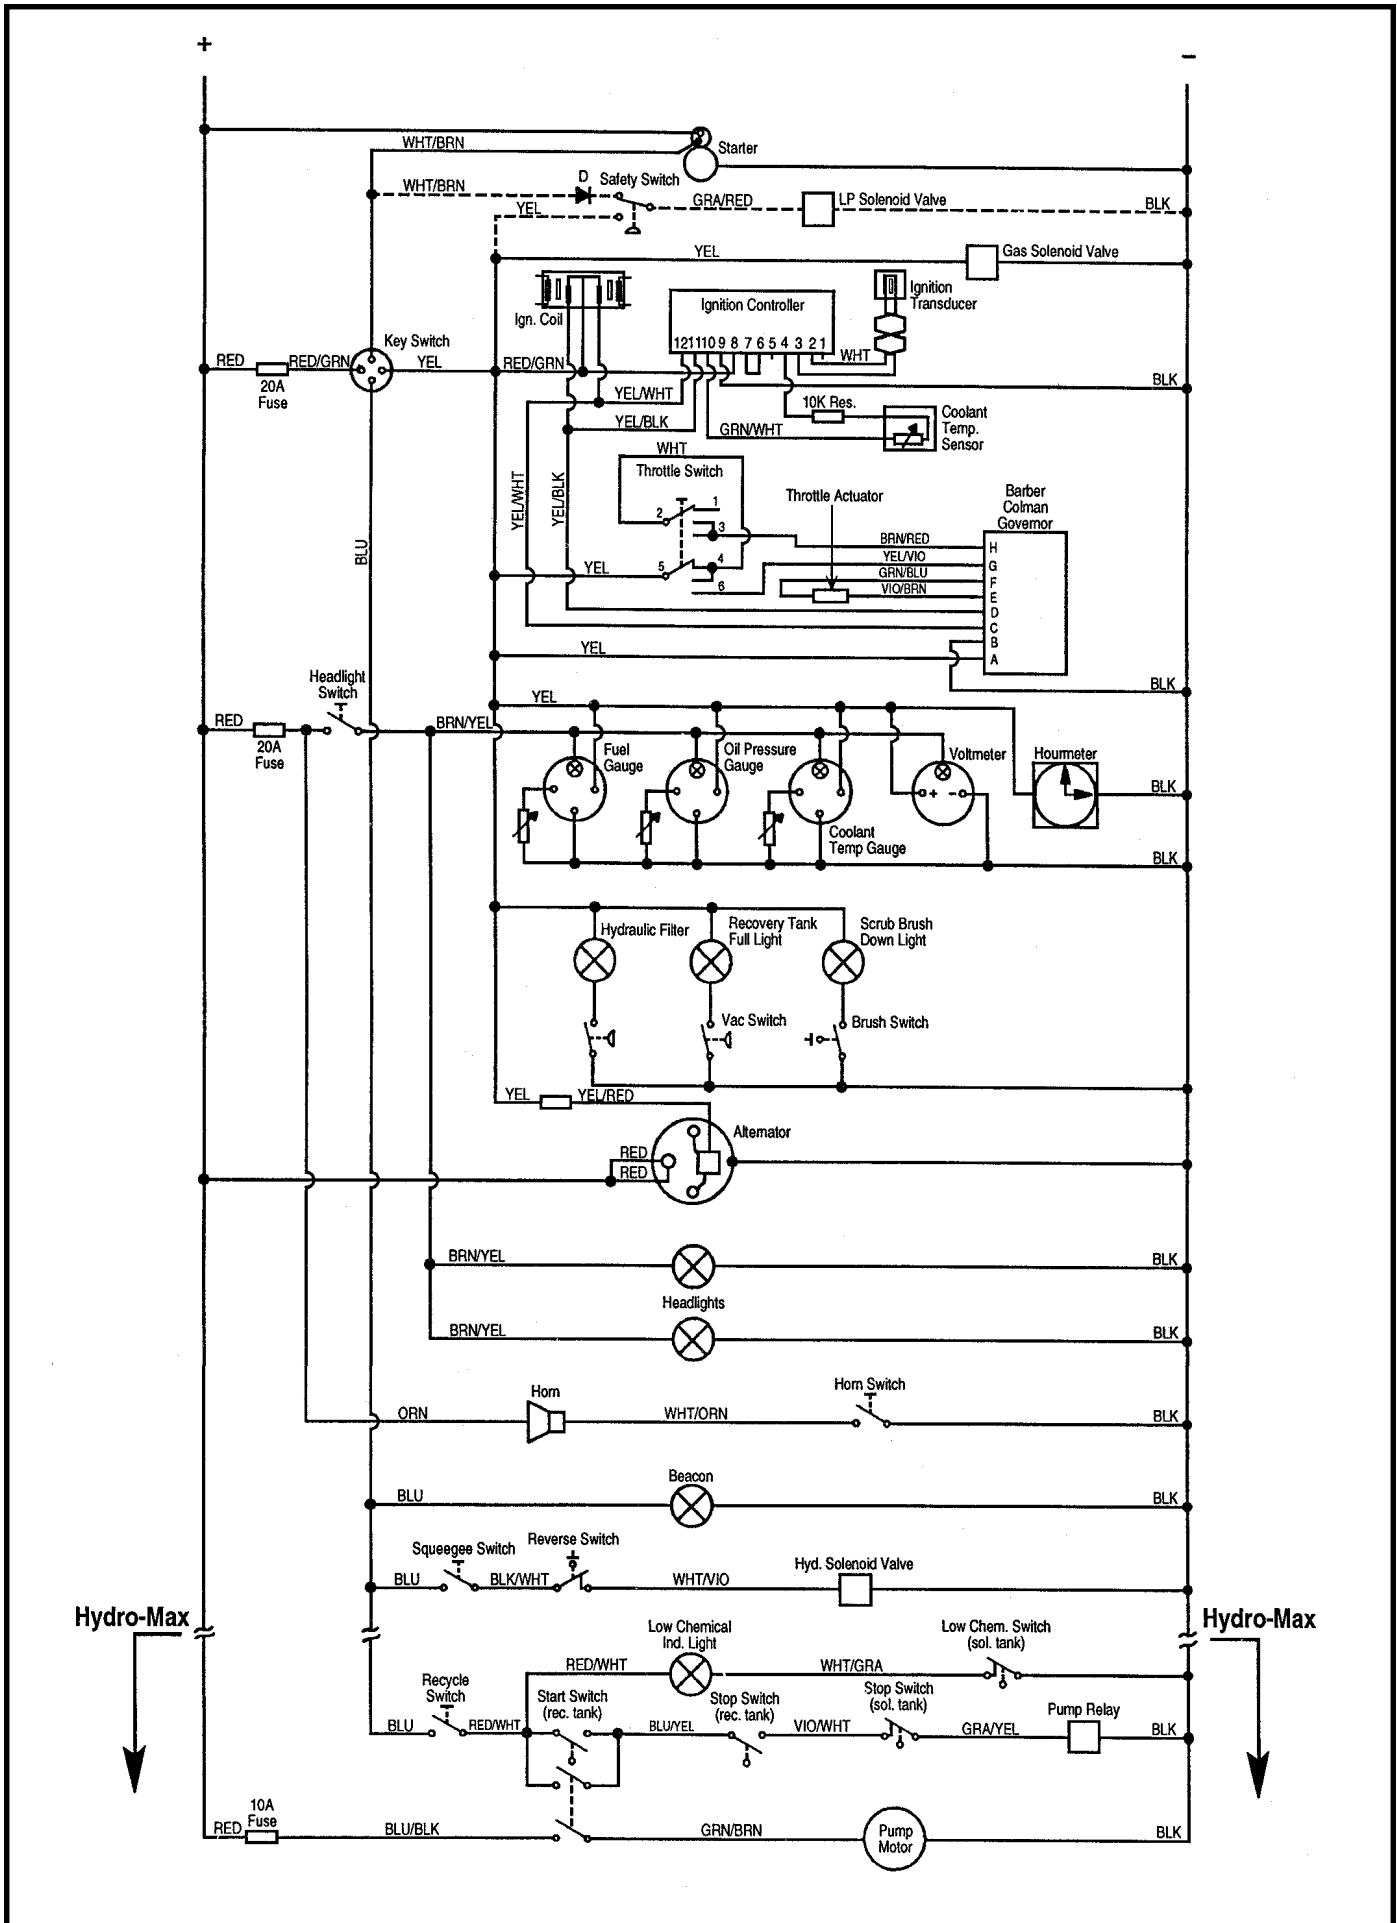 +
−
WHT/BRN
Starter
WHT/BRN
D
Safety Switch
GRA/RED
LP Solenoid Valve
BLK
YEL
YEL
Gas Solenoid Valve
Ign. Coil
Ignition Controller
12 11 10 9 8 7 6 5 4 3 2 1
Ignition
Transducer
WHT
Key Switch
RED
RED/GRN
YEL
RED/GRN
20A
Fuse
BLK
YEL/WHT
10K Res.
Coolant
Temp.
Sensor
YEL/BLK
GRN/WHT
WHT
Throttle Switch
YEL/WHT
YEL/BLK
BLU
1
2
3
4
5
6
YEL
Throttle Actuator
Barber
Colman
Governor
BRN/RED
H
YEL/VIO
G
GRN/BLU
F
VIO/BRN
E
D
C
B
A
YEL
BLK
Headlight
Switch
RED
20A
Fuse
YEL
BRN/YEL
Fuel
Gauge
Oil Pressure
Gauge
Voltmeter
Hourmeter
+ -
BLK
Coolant
Temp Gauge
BLK
Hydraulic Filter
Recovery Tank
Full Light
Scrub Brush
Down Light
Vac Switch
Brush Switch
YEL
YEL/RED
Alternator
RED
RED
BRN/YEL
BLK
Headlights
BRN/YEL
BLK
Horn
Horn Switch
ORN
WHT/ORN
BLK
Beacon
BLU
BLK
Squeegee Switch
Reverse Switch
Hyd. Solenoid Valve
BLU
BLK/WHT
WHT/VIO
Hydro-Max
Hydro-Max
Low Chemical
Ind. Light
Low Chem. Switch
(sol. tank)
RED/WHT
WHT/GRA
Recycle
Switch
Start Switch
(rec. tank)
Stop Switch
(rec. tank)
Stop Switch
(sol. tank)
Pump Relay
BLU
RED/WHT
BLU/YEL
VIO/WHT
GRA/YEL
BLK
10A
Fuse
RED
BLU/BLK
GRN/BRN
Pump
Motor
BLK